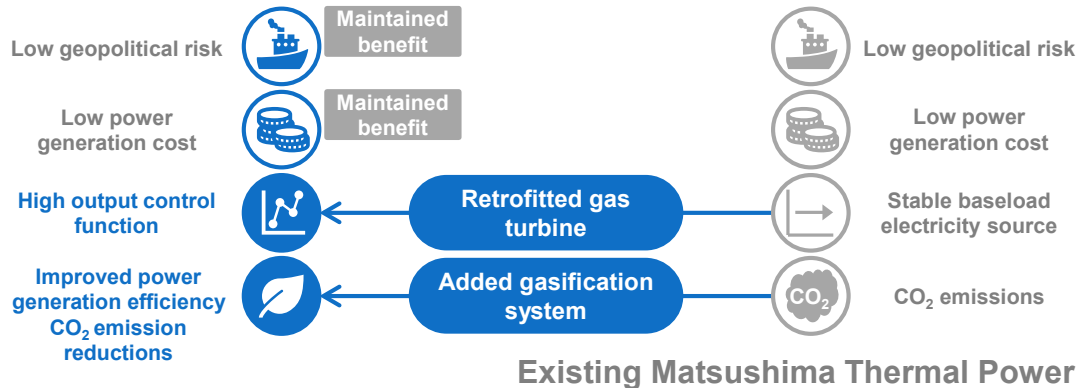 Low geopolitical risk
Maintained
benefit
Low geopolitical risk
Low power
generation cost
Maintained
benefit
Low power
generation cost
High output control
function
Retrofitted gas
turbine
Stable baseload
electricity source
Improved power
generation efficiency
CO₂ emission
reductions
Added gasification
system
CO₂
CO₂ emissions
Existing Matsushima Thermal Power